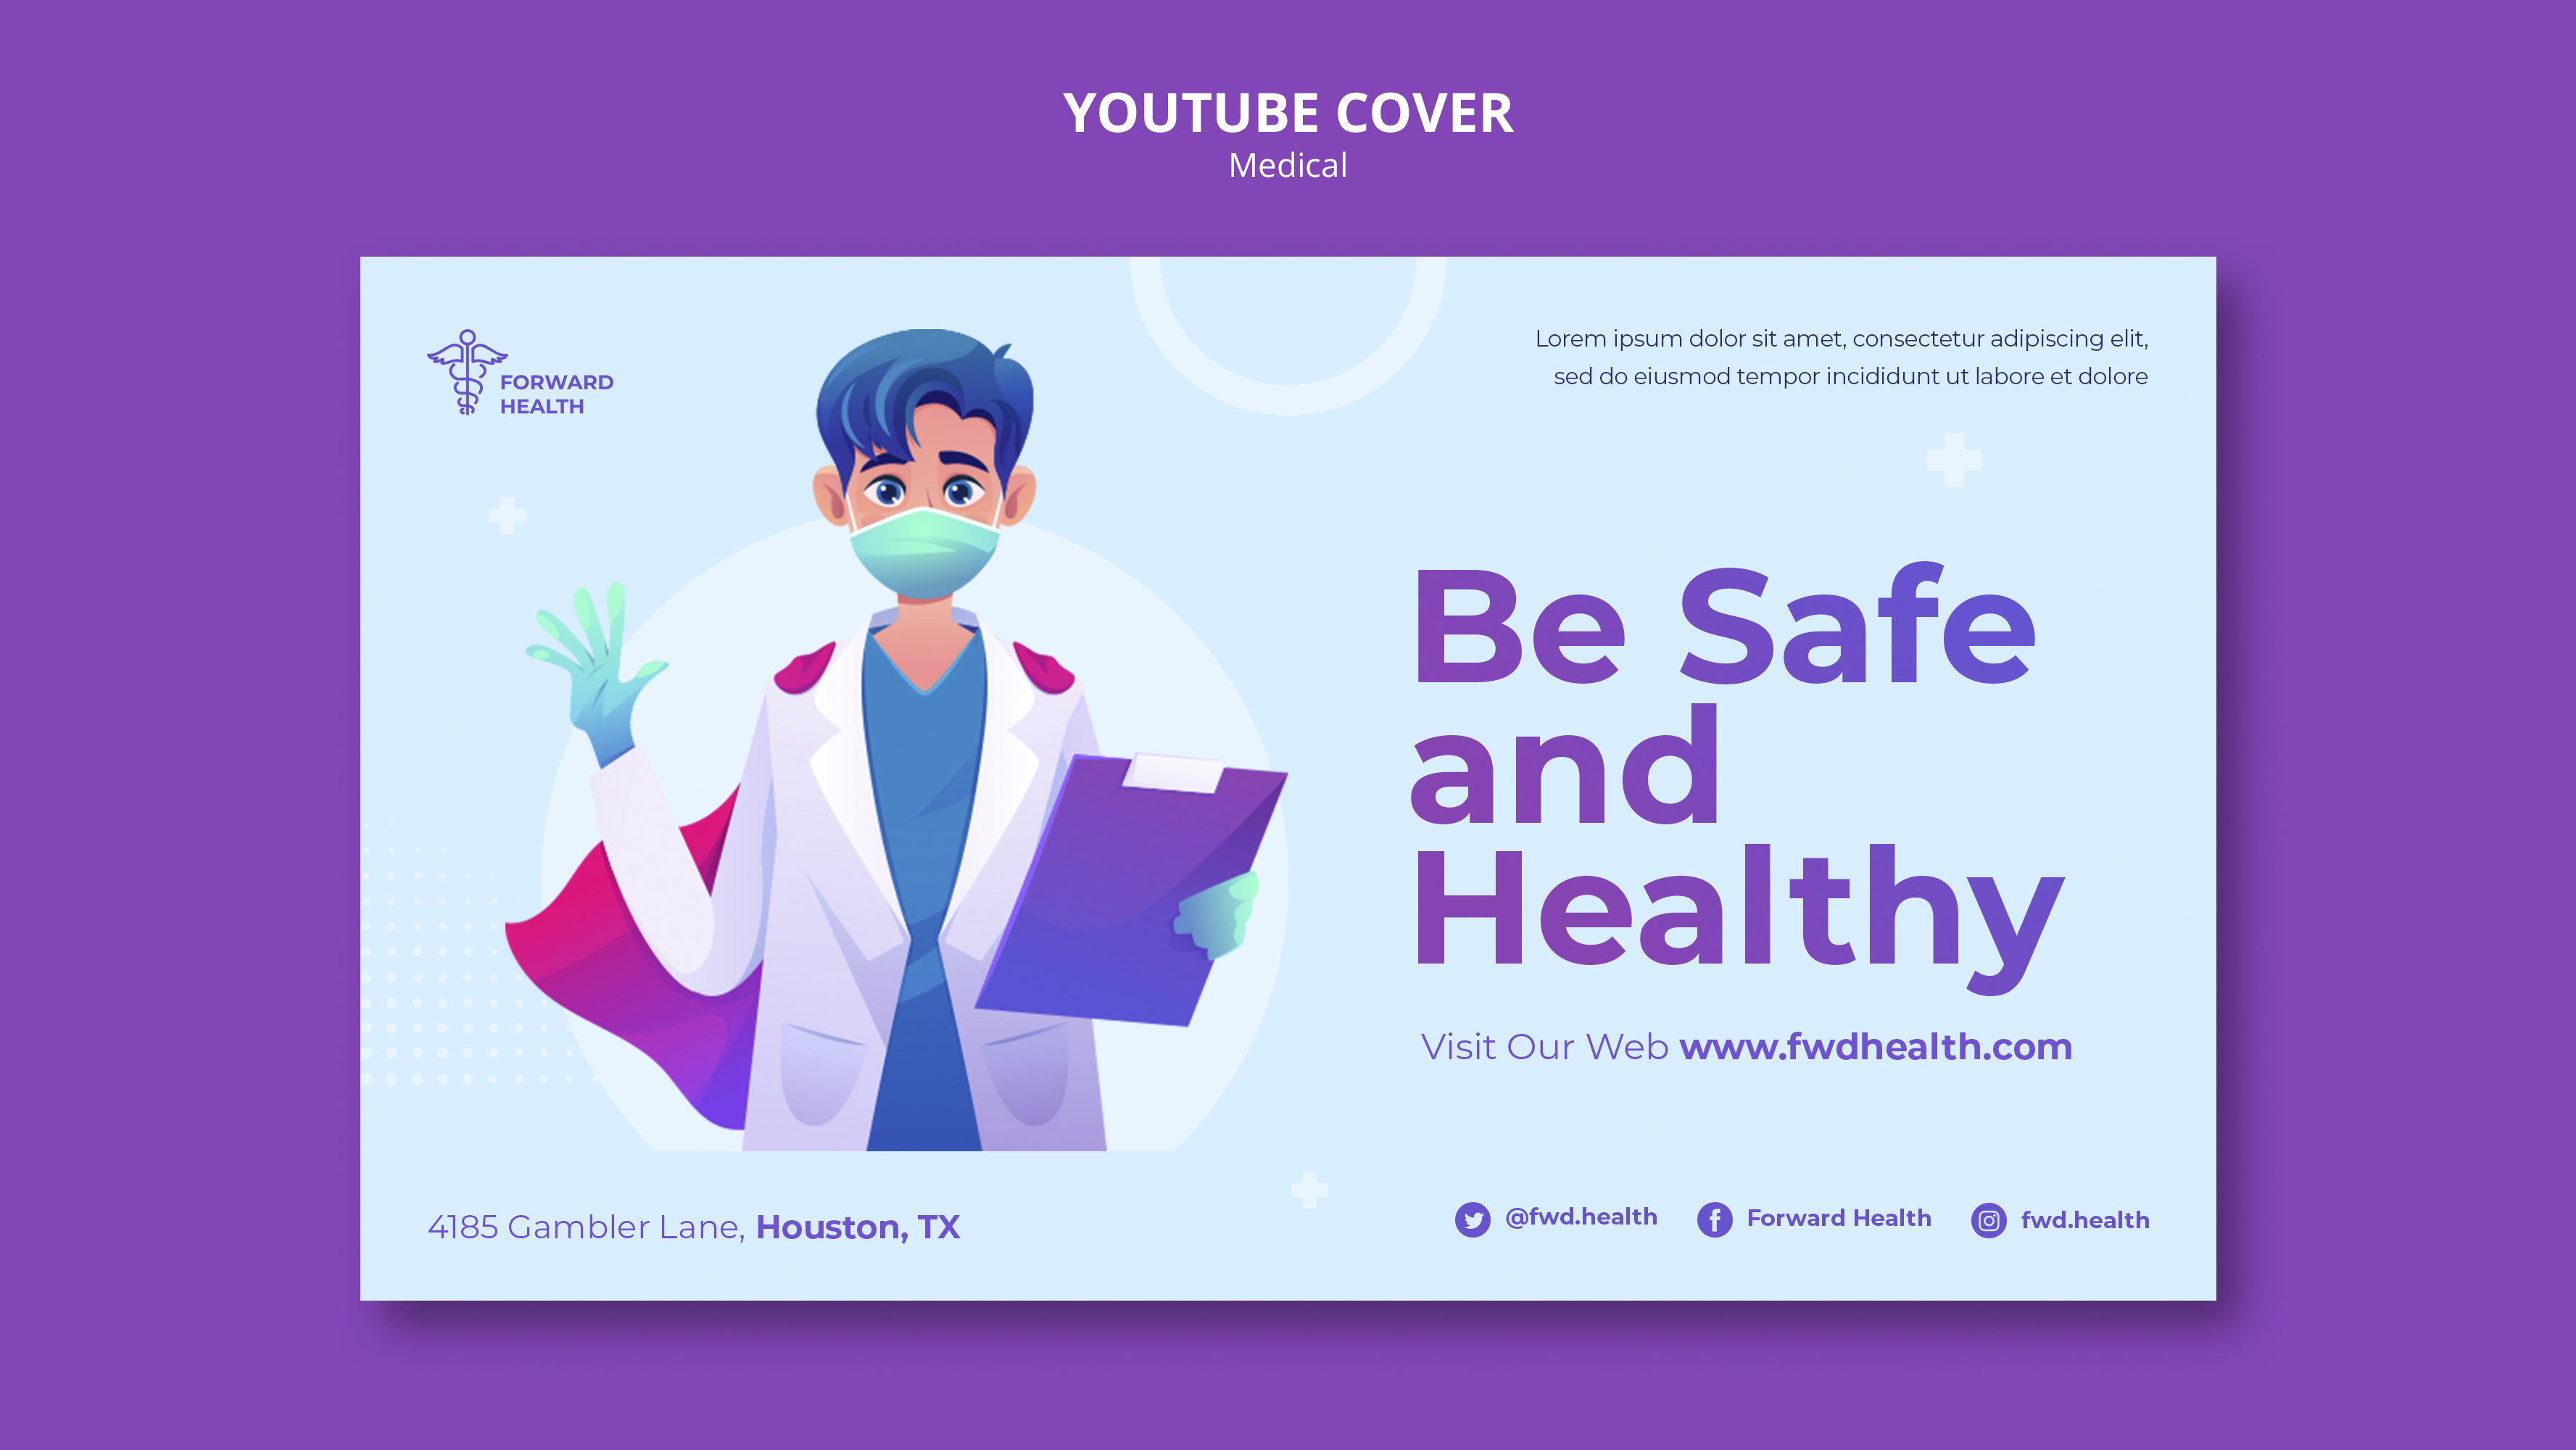 YOUTUBE COVER
Medical
FORWARD
HEALTH
Lorem ipsum dolor sit amet, consectetur adipiscing elit,
sed do eiusmod tempor incididunt ut labore et dolore
Be Safe
and
Healthy
Visit Our Web www.fwdhealth.com
4185 Gambler Lane, Houston, TX
@fwd.health
Forward Health
fwd.health